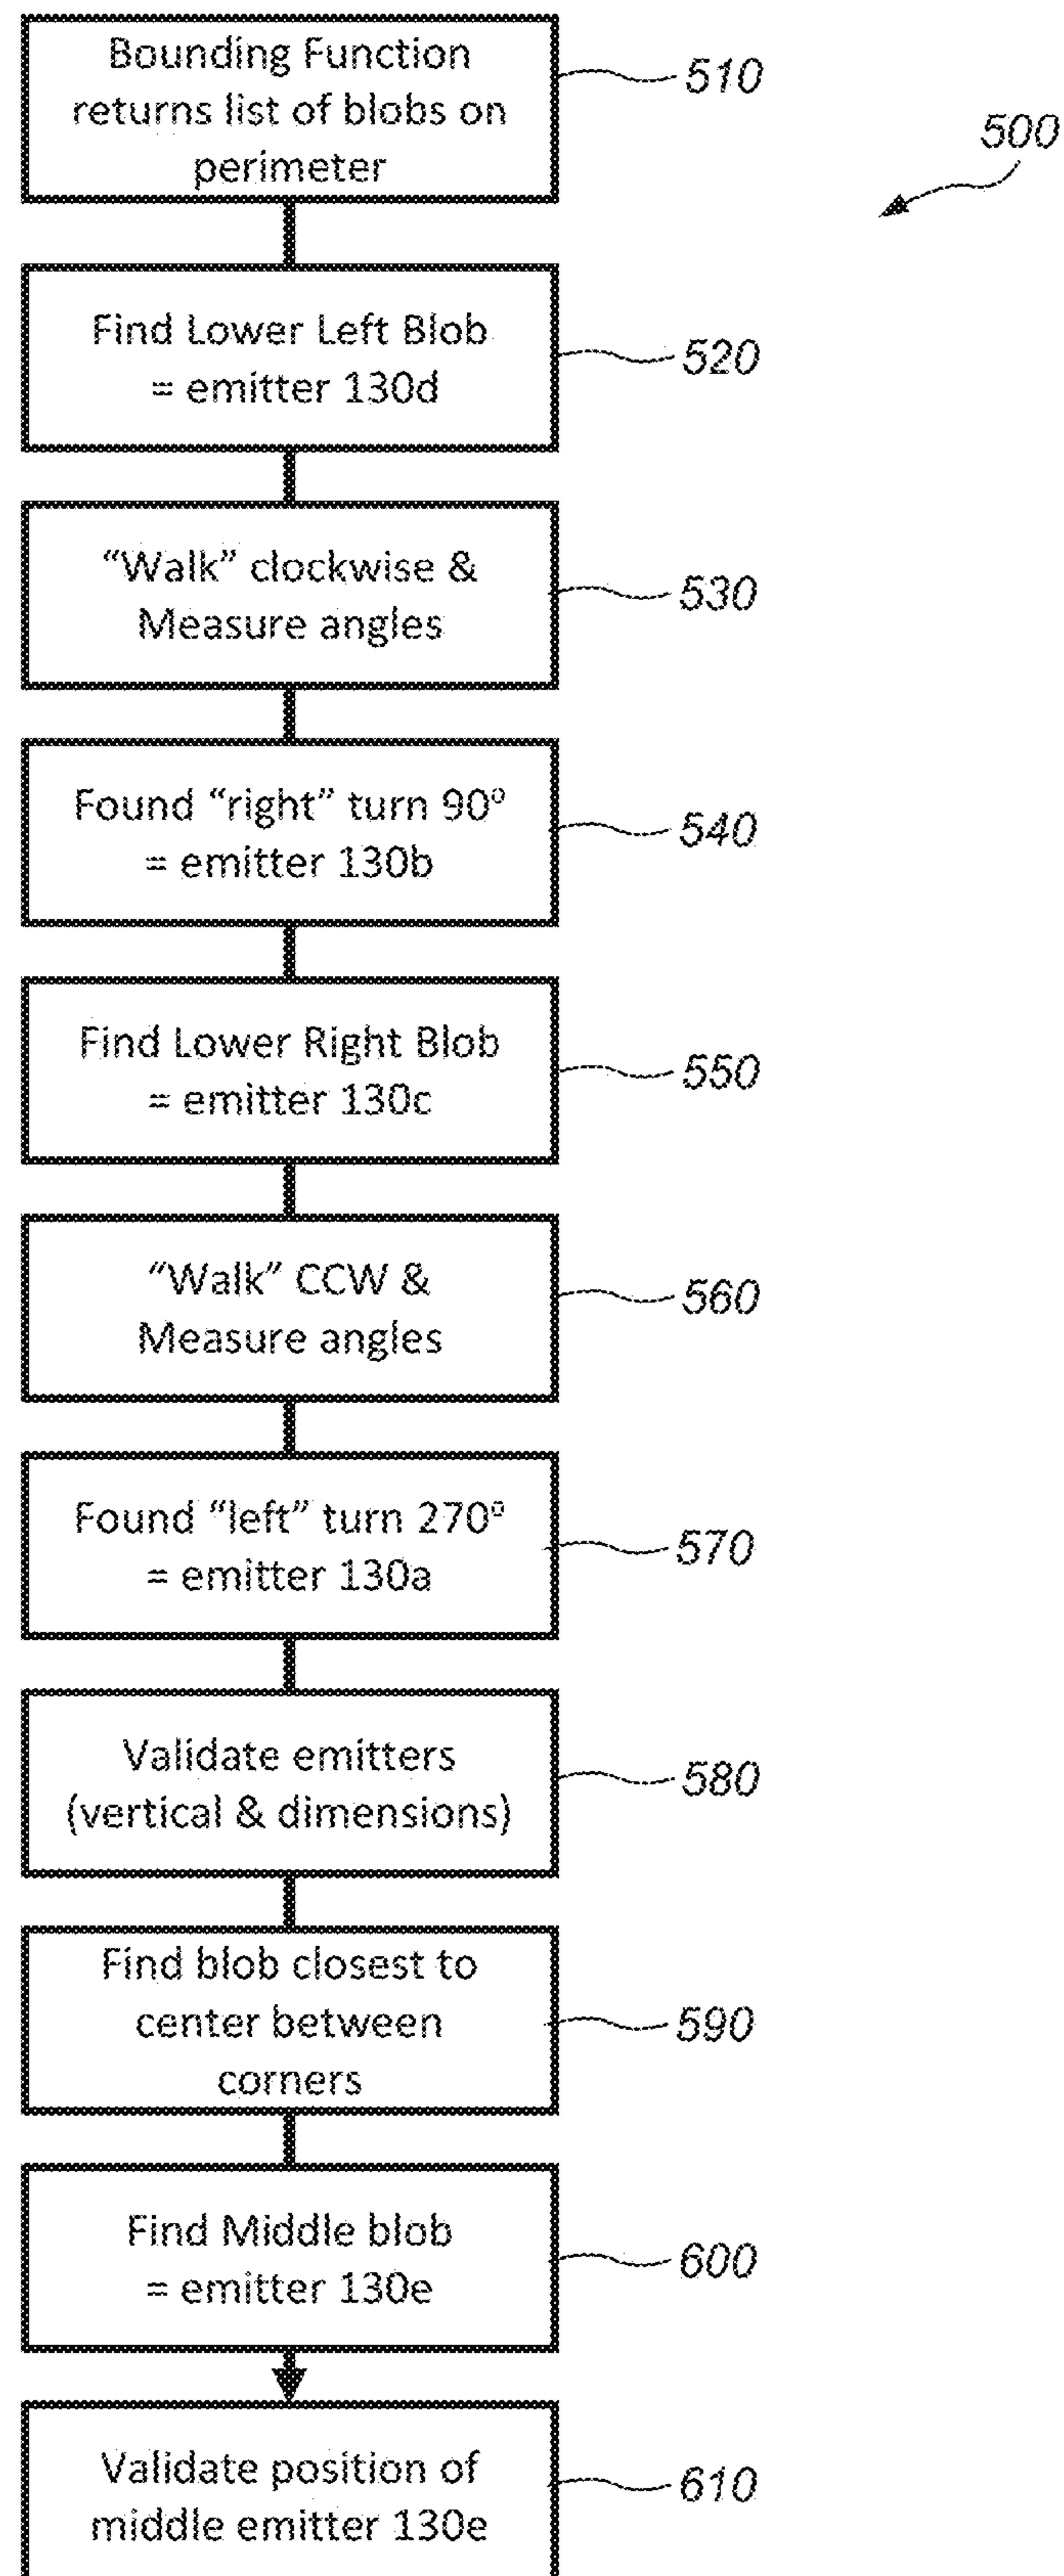 Bounding Function
returns list of blobs on
perimeter
510
500
Find Lower Left Blob
= emitter 130d
520
“Walk” clockwise &
Measure angles
530
Found “right” turn 90º
= emitter 130b
540
Find Lower Right Blob
= emitter 130c
550
“Walk” CCW &
Measure angles
560
Found “left” turn 270º
= emitter 130a
570
Validate emitters
(vertical & dimensions)
580
Find blob closest to
center between
corners
590
Find Middle blob
= emitter 130e
600
Validate position of
middle emitter 130e
610